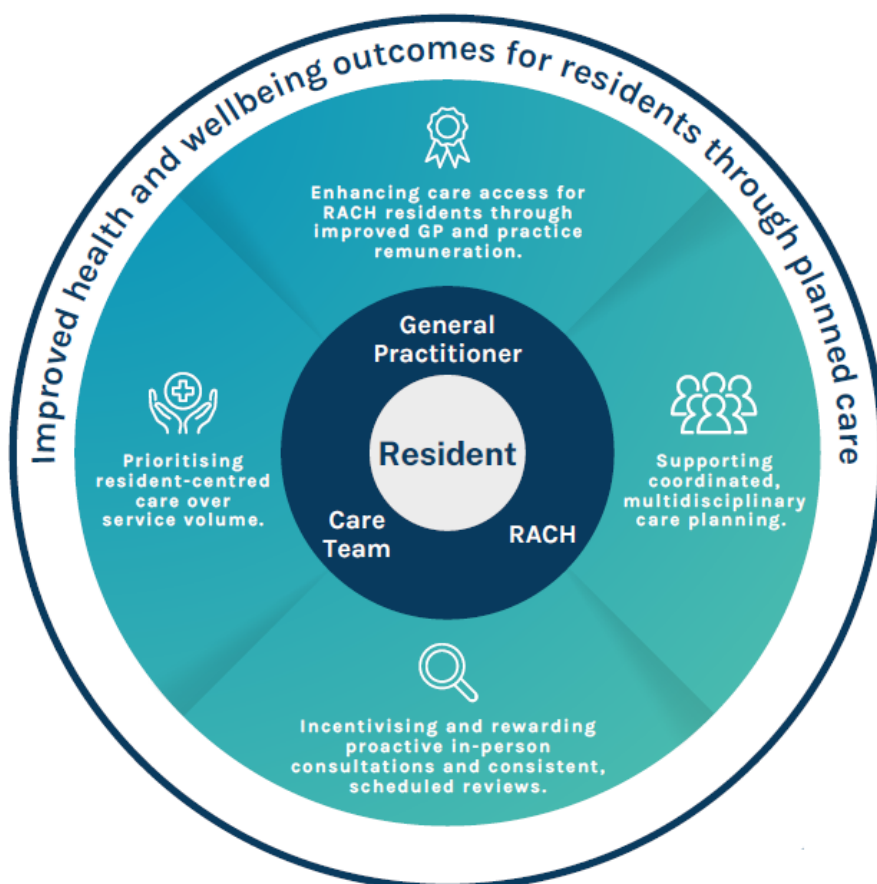 Improved health and wellbeing outcomes for residents through planned care
Enhancing care access for
RACH residents through
improved GP and practice
remuneration.
General
Practitioner
Prioritising
resident-centred
care over
service volume.
Resident
Supporting
coordinated,
multidisciplinary
care planning.
Care
Team
RACH
Incentivising and rewarding
proactive in-person
consultations and consistent,
scheduled reviews.